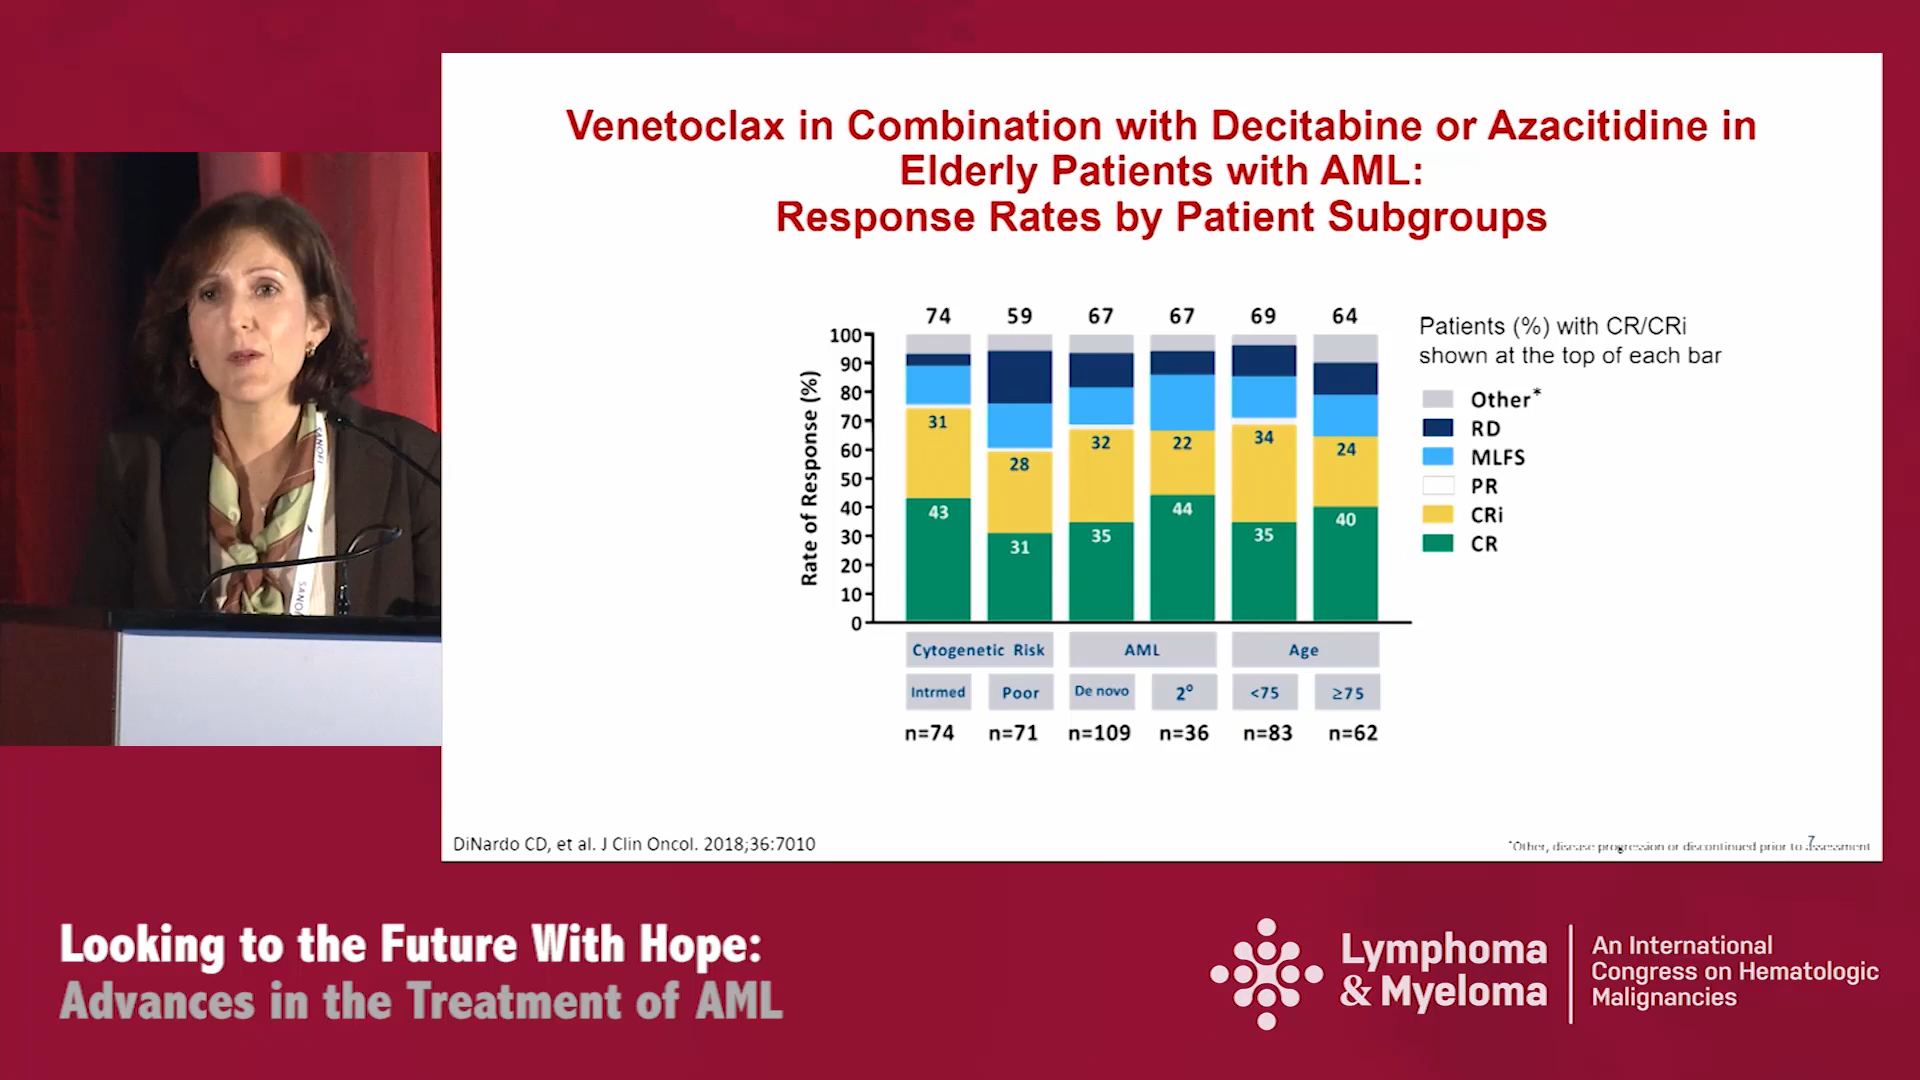 Venetoclax in Combination with Decitabine or Azacitidine in
Elderly Patients with AML:
Response Rates by Patient Subgroups
74 59 67 67 69 64
Patients (%) with CR/CRi
shown at the top of each bar
Rate of Response (%)
100
90
80
70
60
50
40
30
20
10
0
31 28 32 22 34 24
43 31 35 44 35 40
Other*
RD
MLFS
PR
CRi
CR
Cytogenetic Risk AML Age
Intrmed Poor De novo 2° <75 ≥75
n=74 n=71 n=109 n=36 n=83 n=62
DiNardo CD, et al. J Clin Oncol. 2018;36:7010
7
*Other, disease progression or discontinued prior to assessment
SANOFI
SANOFI
Looking to the Future With Hope:
Advances in the Treatment of AML
Lymphoma
& Myeloma
An International
Congress on Hematologic
Malignancies